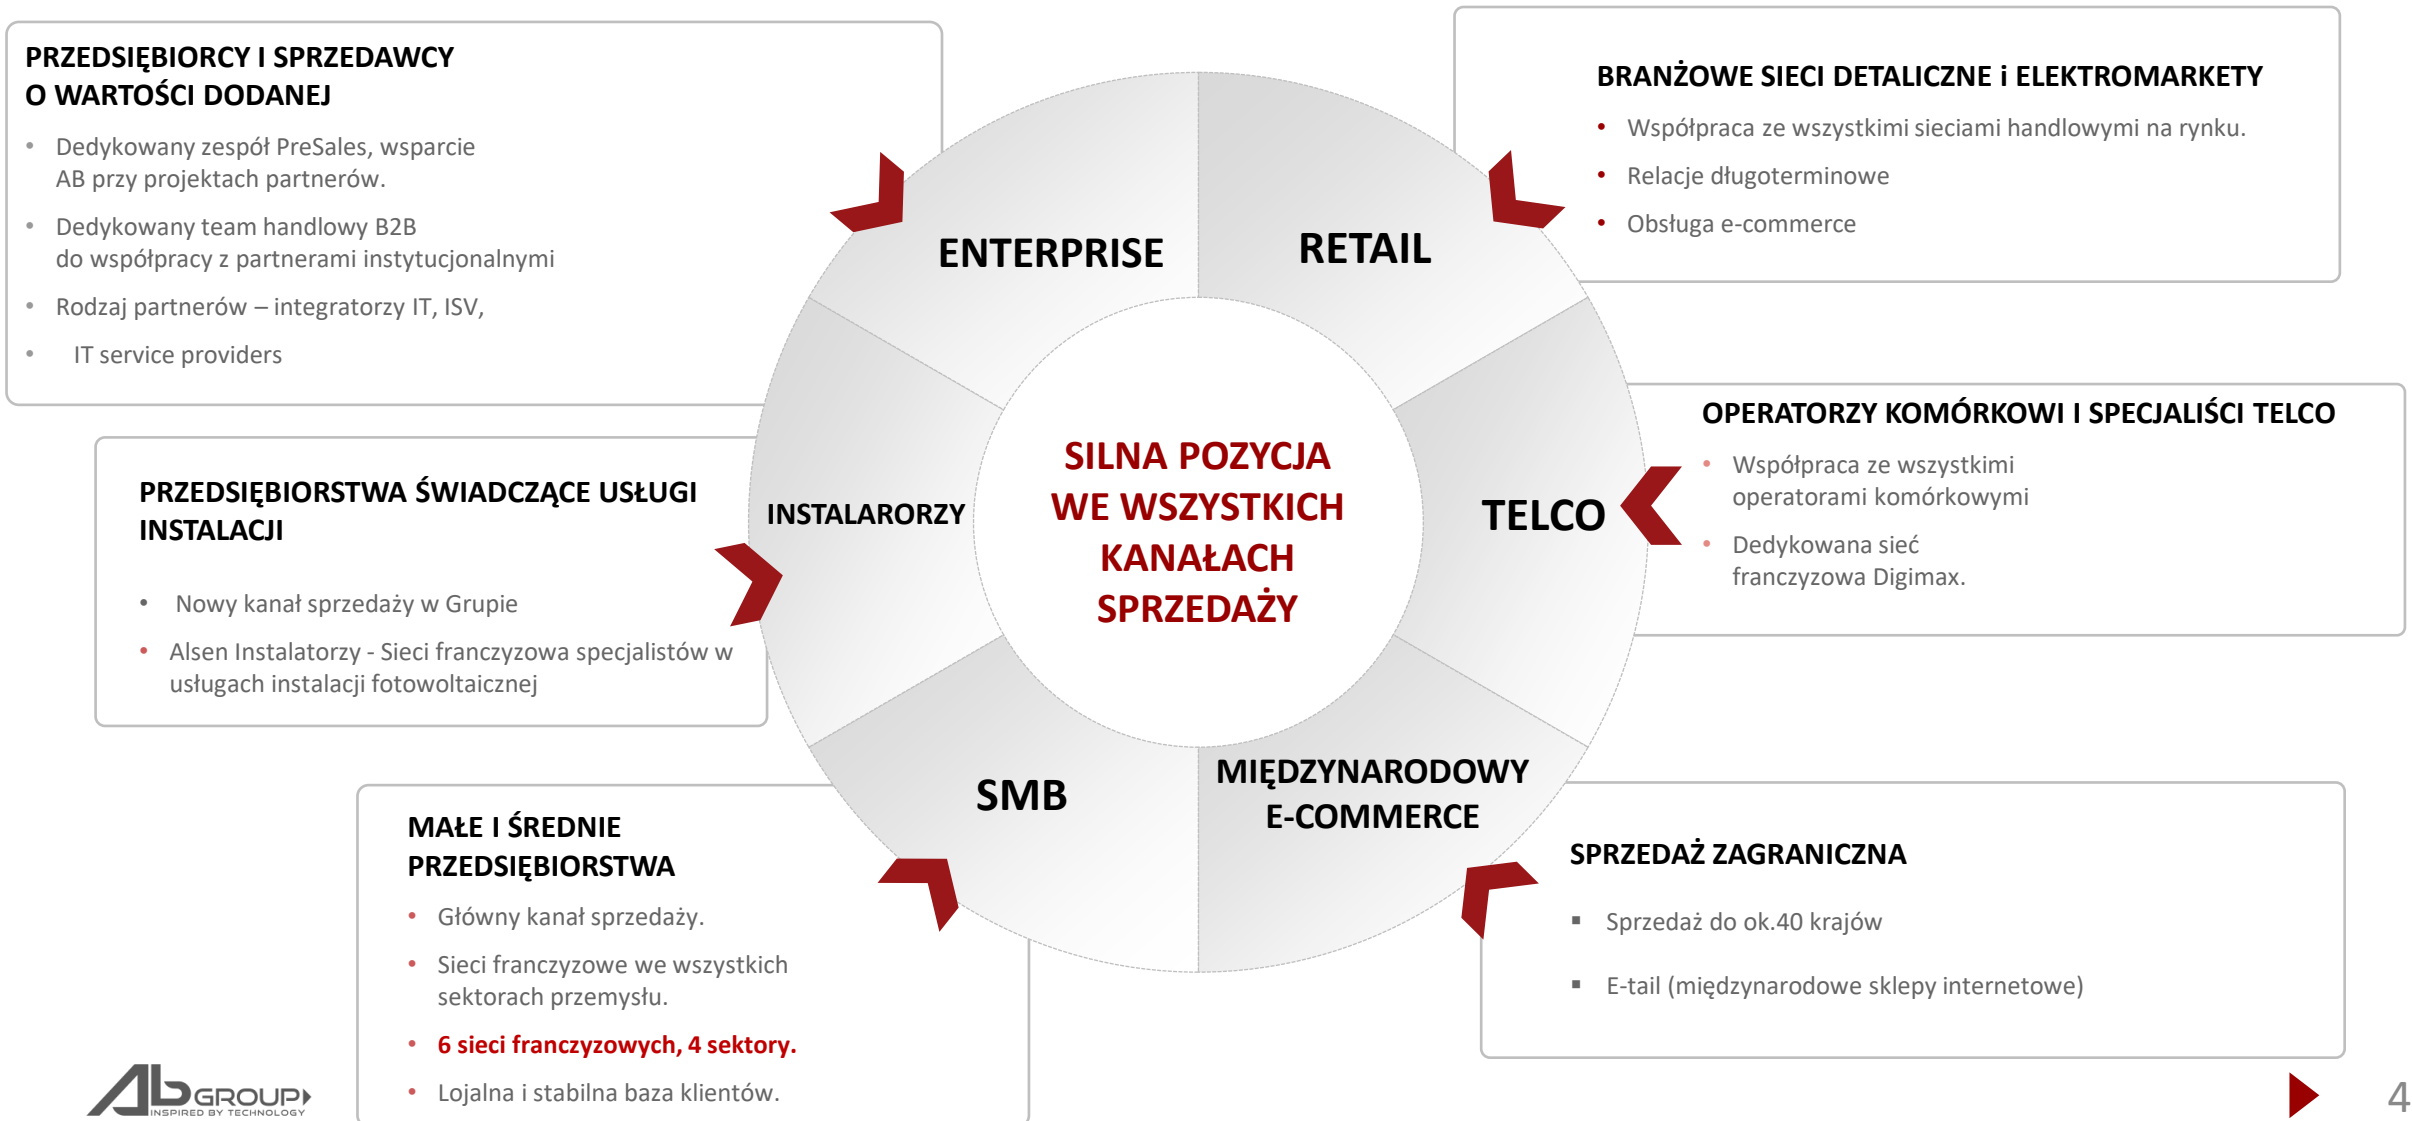 PRZEDSIĘBIORCY I SPRZEDAWCY
O WARTOŚCI DODANEJ
• Dedykowany zespół PreSales, wsparcie
AB przy projektach partnerów.
• Dedykowany team handlowy B2B
do współpracy z partnerami instytucjonalnymi
• Rodzaj partnerów – integratorzy IT, ISV,
• IT service providers
BRANŻOWE SIECI DETALICZNE i ELEKTROMARKETY
• Współpraca ze wszystkimi sieciami handlowymi na rynku.
• Relacje długoterminowe
• Obsługa e-commerce
ENTERPRISE
RETAIL
PRZEDSIĘBIORSTWA ŚWIADCZĄCE USŁUGI
INSTALACJI
• Nowy kanał sprzedaży w Grupie
• Alsen Instalatorzy - Sieci franczyzowa specjalistów w
usługach instalacji fotowoltaicznej
INSTALARORZY
SILNA POZYCJA
WE WSZYSTKICH
KANAŁACH
SPRZEDAŻY
TELCO
OPERATORZY KOMÓRKOWI I SPECJALIŚCI TELCO
• Współpraca ze wszystkimi
operatorami komórkowymi
• Dedykowana sieć
franczyzowa Digimax.
SMB
MIĘDZYNARODOWY
E-COMMERCE
MAŁE I ŚREDNIE
PRZEDSIĘBIORSTWA
• Główny kanał sprzedaży.
• Sieci franczyzowe we wszystkich
sektorach przemysłu.
• 6 sieci franczyzowych, 4 sektory.
• Lojalna i stabilna baza klientów.
SPRZEDAŻ ZAGRANICZNA
▪ Sprzedaż do ok.40 krajów
▪ E-tail (międzynarodowe sklepy internetowe)
Ab GROUP
INSPIRED BY TECHNOLOGY
4